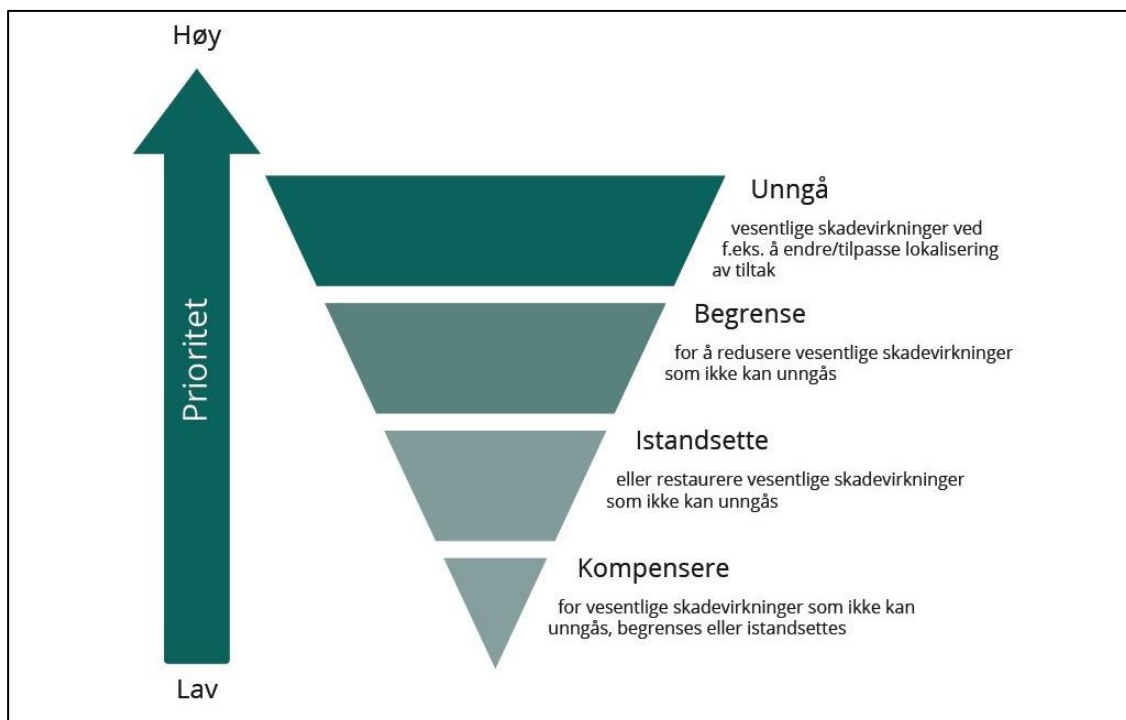 Høy
Prioritet
Lav
Unngå
vesentlige skadevirkninger ved
f.eks. å endre/tilpasse lokalisering
av tiltak
Begrense
for å redusere vesentlige skadevirkninger
som ikke kan unngås
Istandsette
eller restaurere vesentlige skadevirkninger
som ikke kan unngås
Kompensere
for vesentlige skadevirkninger som ikke kan
unngås, begrenses eller istandsettes